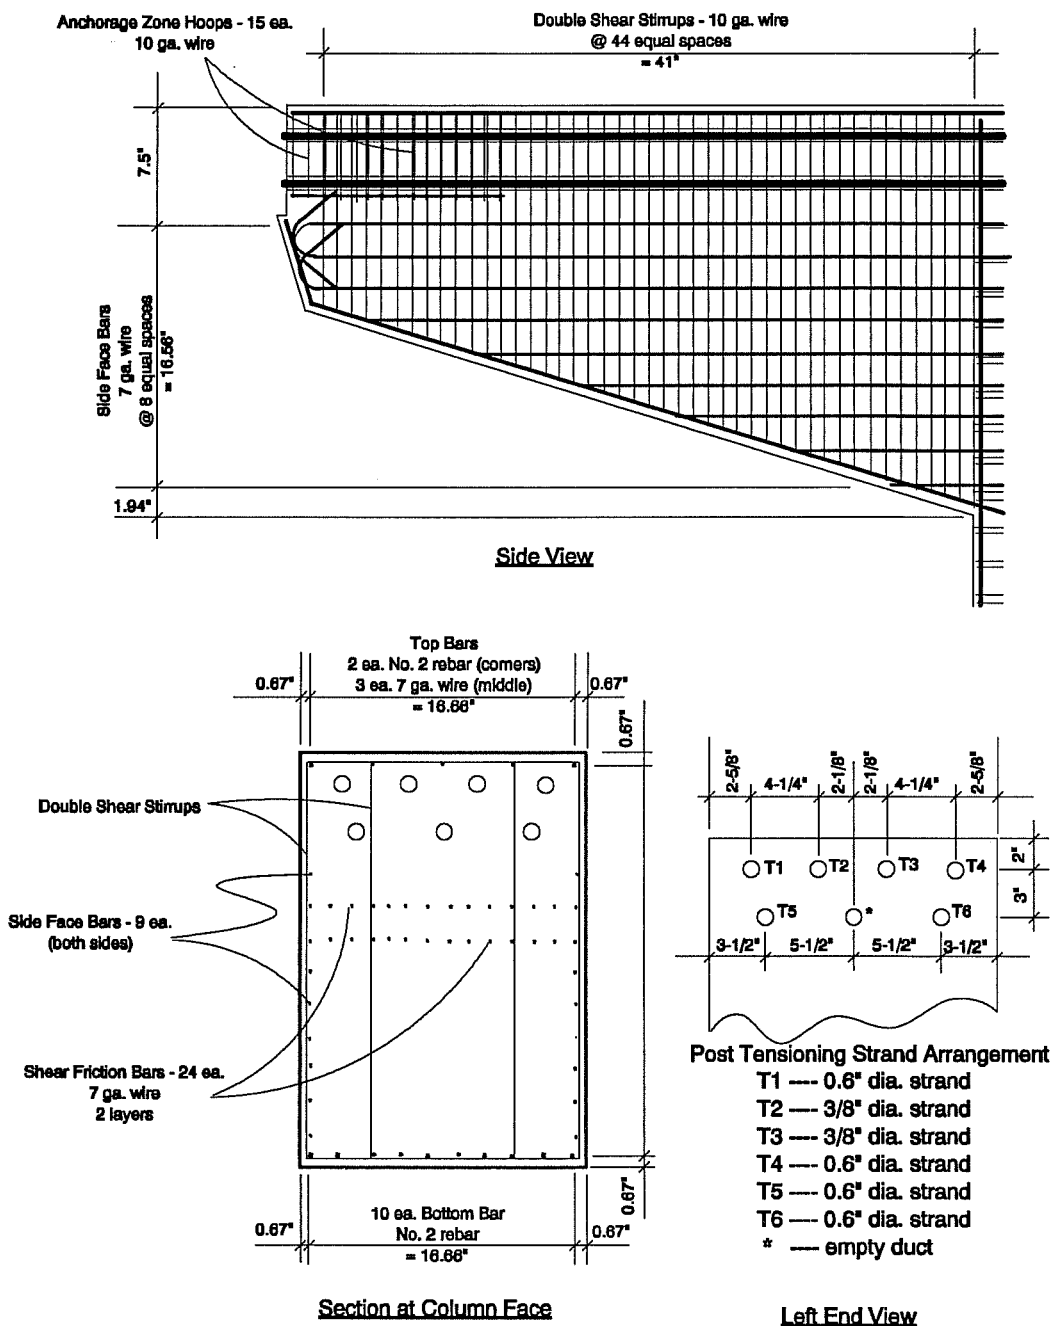 Anchorage Zone Hoops - 15 ea.
10 ga. wire
Double Shear Stirrups - 10 ga. wire
@ 44 equal spaces
= 41"
7.5"
Side Face Bars
7 ga. wire
@ 8 equal spaces
= 16.56"
1.94"
Side View
Top Bars
2 ea. No. 2 rebar (corners)
3 ea. 7 ga. wire (middle)
= 16.66"
0.67"
0.67"
0.67"
Double Shear Stirrups
Side Face Bars - 9 ea.
(both sides)
Shear Friction Bars - 24 ea.
7 ga. wire
2 layers
0.67"
10 ea. Bottom Bar
No. 2 rebar
= 16.66"
0.67"
0.67"
Section at Column Face
2-5/8"
4-1/4"
2-1/8"
2-1/8"
4-1/4"
2-5/8"
T1
T2
T3
T4
2"
3"
T5
*
T6
3-1/2"
5-1/2"
5-1/2"
3-1/2"
Post Tensioning Strand Arrangement
T1 ---- 0.6" dia. strand
T2 ---- 3/8" dia. strand
T3 ---- 3/8" dia. strand
T4 ---- 0.6" dia. strand
T5 ---- 0.6" dia. strand
T6 ---- 0.6" dia. strand
* ---- empty duct
Left End View